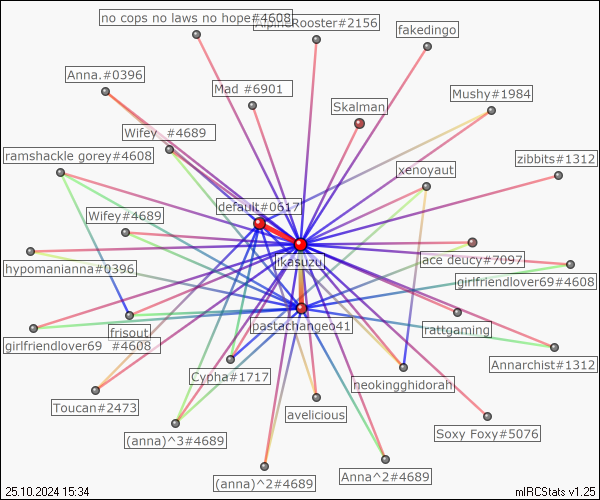 no cops no laws no hope#4608
AlpineRooster#2156
fakedingo
Anna.#0396
Mad #6901
Mushy#1984
Skalman
Wifey_ #4689
ramshackle gorey#4608
zibbits#1312
xenoyaut
default#0617
Wifey#4689
ikasuzu
ace deucy#7097
hypomanianna#0396
girlfriendlover69#4608
pastachangeo41
frisout
rattgaming
girlfriendlover69 #4608
Annarchist#1312
Cypha#1717
neokingghidorah
Toucan#2473
avelicious
(anna)^3#4689
Soxy Foxy#5076
Anna^2#4689
(anna)^2#4689
25.10.2024 15:34
mIRCStats v1.25